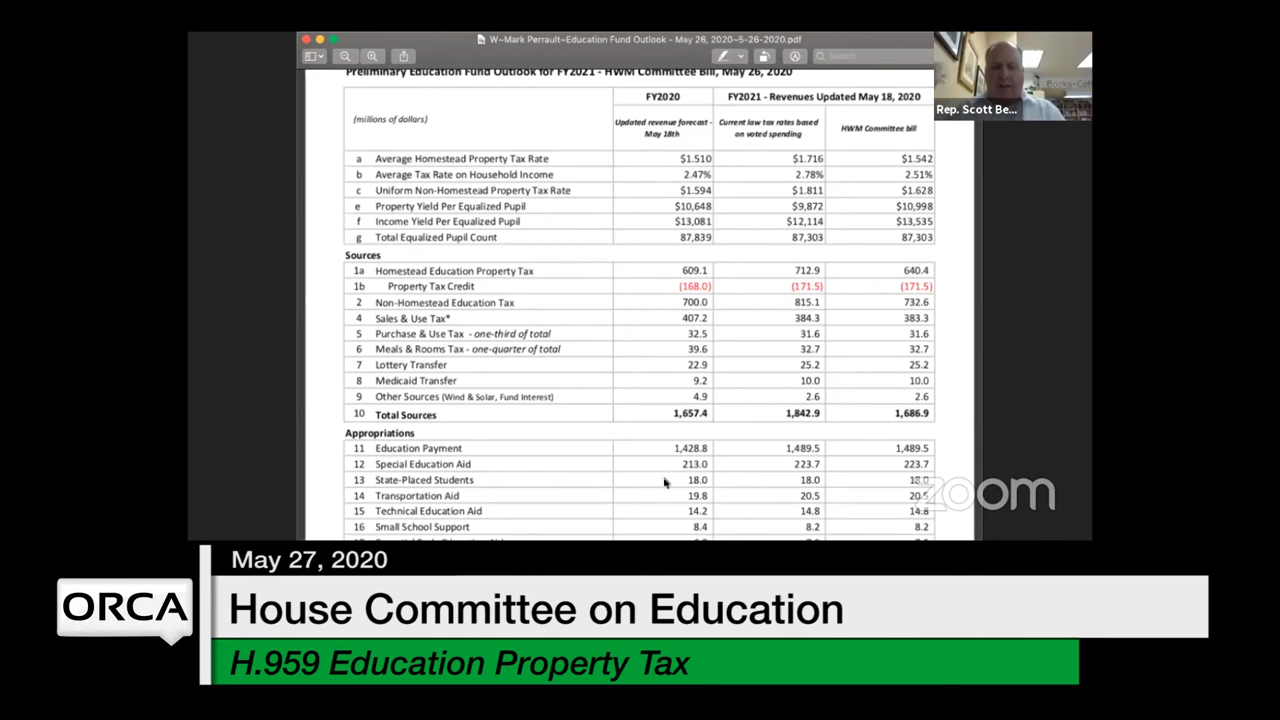 W~Mark Perrault~Education Fund Outlook - May 26, 2020~5-26-2020.pdf
Search
Preliminary Education Fund Outlook for FY2021 - HWM Committee Bill, May 26, 2020
FY2020 FY2021 - Revenues Updated May 18, 2020
(millions of dollars) Updated revenue forecast - May 18th Current law tax rates based on voted spending HWM Committee bill
a Average Homestead Property Tax Rate $1.510 $1.716 $1.542
b Average Tax Rate on Household Income 2.47% 2.78% 2.51%
c Uniform Non-Homestead Property Tax Rate $1.594 $1.811 $1.628
e Property Yield Per Equalized Pupil $10,648 $9,872 $10,998
f Income Yield Per Equalized Pupil $13,081 $12,114 $13,535
g Total Equalized Pupil Count 87,839 87,303 87,303
Sources
1a Homestead Education Property Tax 609.1 712.9 640.4
1b Property Tax Credit (168.0) (171.5) (171.5)
2 Non-Homestead Education Tax 700.0 815.1 732.6
4 Sales & Use Tax* 407.2 384.3 383.3
5 Purchase & Use Tax - one-third of total 32.5 31.6 31.6
6 Meals & Rooms Tax - one-quarter of total 39.6 32.7 32.7
7 Lottery Transfer 22.9 25.2 25.2
8 Medicaid Transfer 9.2 10.0 10.0
9 Other Sources (Wind & Solar, Fund Interest) 4.9 2.6 2.6
10 Total Sources 1,657.4 1,842.9 1,686.9
Appropriations
11 Education Payment 1,428.8 1,489.5 1,489.5
12 Special Education Aid 213.0 223.7 223.7
13 State-Placed Students 18.0 18.0 18.0
14 Transportation Aid 19.8 20.5 20.5
15 Technical Education Aid 14.2 14.8 14.8
16 Small School Support 8.4 8.2 8.2
Rep. Scott Be...
zoom
May 27, 2020
ORCA
House Committee on Education
H.959 Education Property Tax